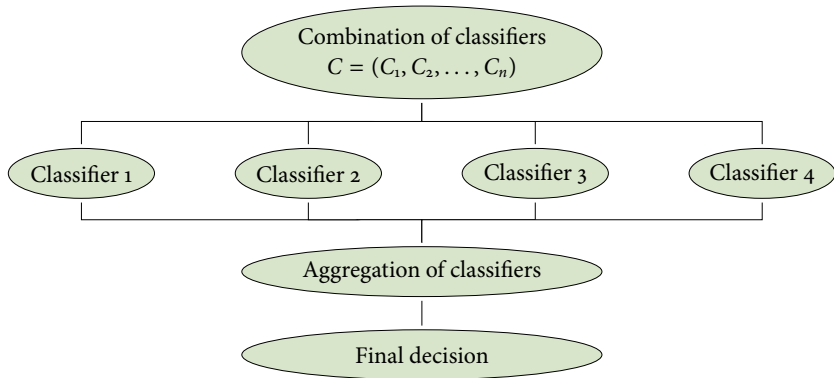 Combination of classifiers
C = (C₁, C₂, . . . , Cₙ)
Classifier 1
Classifier 2
Classifier 3
Classifier 4
Aggregation of classifiers
Final decision